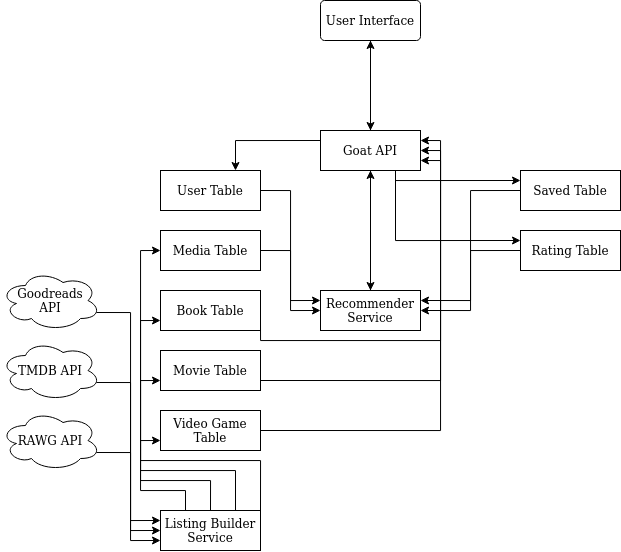 User Interface
Goat API
User Table
Saved Table
Media Table
Rating Table
Goodreads
API
Book Table
Recommender
Service
TMDB API
Movie Table
RAWG API
Video Game
Table
Listing Builder
Service